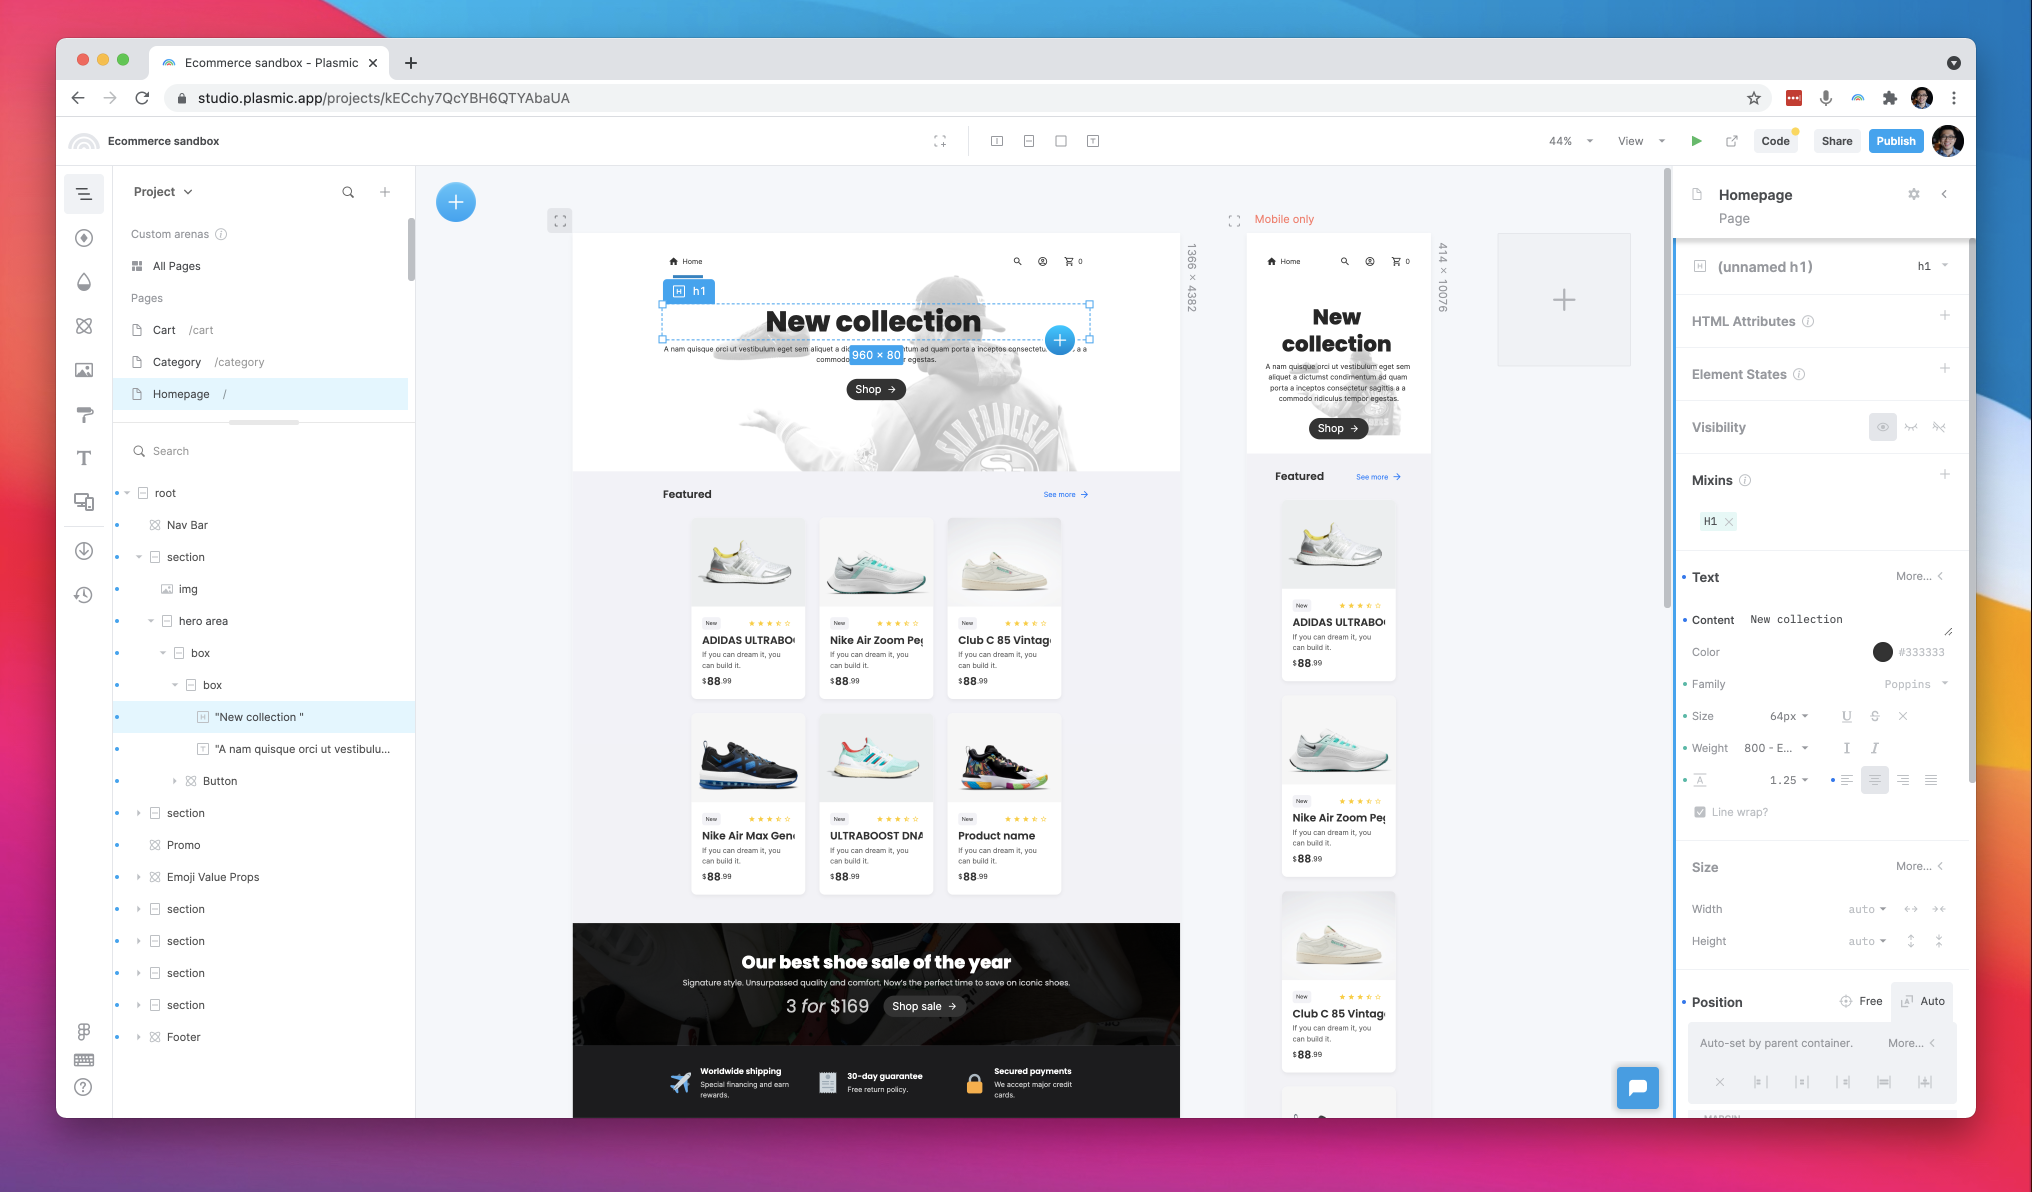 Ecommerce sandbox - Plasmic
studio.plasmic.app/projects/kECchy7QcYBH6QTYAbaUA
Ecommerce sandbox
44%
View
Code
Share
Publish
Project
Custom arenas
All Pages
Pages
Cart /cart
Category /category
Homepage /
Search
root
Nav Bar
section
img
hero area
box
box
"New collection "
"A nam quisque orci ut vestibulu...
Button
section
Promo
Emoji Value Props
section
section
section
section
Footer
1366 × 4382
Home
0
h1
New collection
960 × 80
A nam quisque orci ut vestibulum eget sem aliquet a
ntum ad quam porta a inceptos consectetu
a a
commodo
r egestas.
Shop →
SAN FRANCISCO
Featured
See more →
New
ADIDAS ULTRABO
If you can dream it, you
can build it.
$88.99
New
Nike Air Zoom Peg
If you can dream it, you
can build it.
$88.99
New
Club C 85 Vintag
If you can dream it, you
can build it.
$88.99
New
Nike Air Max Gen
If you can dream it, you
can build it.
$88.99
New
ULTRABOOST DNA
If you can dream it, you
can build it.
$88.99
New
Product name
If you can dream it, you
can build it.
$88.99
Our best shoe sale of the year
Signature style. Unsurpassed quality and comfort. Now's the perfect time to save on iconic shoes.
3 for $169
Shop sale →
Worldwide shipping
Special financing and earn
rewards.
30-day guarantee
Free return policy.
Secured payments
We accept major credit
cards.
Mobile only
414 × 10076
Home
0
New
collection
A nam quisque orci ut vestibulum eget sem
aliquet a dictumst condimentum ad quam
porta a inceptos consectetur sagittis a a
commodo ridiculus tempor egestas.
Shop →
Featured
See more →
New
ADIDAS ULTRABO
If you can dream it, you
can build it.
$88.99
New
Nike Air Zoom Peg
If you can dream it, you
can build it.
$88.99
New
Club C 85 Vintag
If you can dream it, you
can build it.
$88.99
Homepage
Page
(unnamed h1)
h1
HTML Attributes
Element States
Visibility
Mixins
H1
Text
More...
Content New collection
Color #333333
Family Poppins
Size 64px
Weight 800 - E...
1.25
Line wrap?
Size
More...
Width auto
Height auto
Position
Free
Auto
Auto-set by parent container.
More...